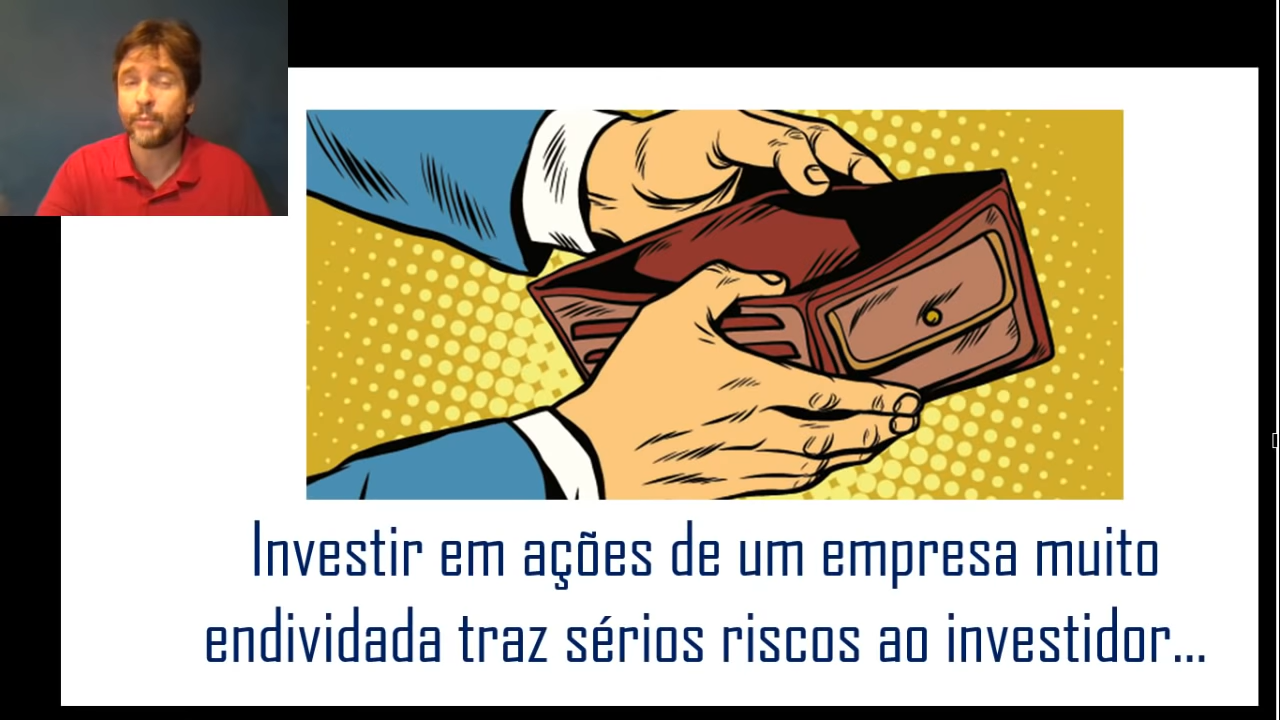 Investir em ações de um empresa muito
endividada traz sérios riscos ao investidor...